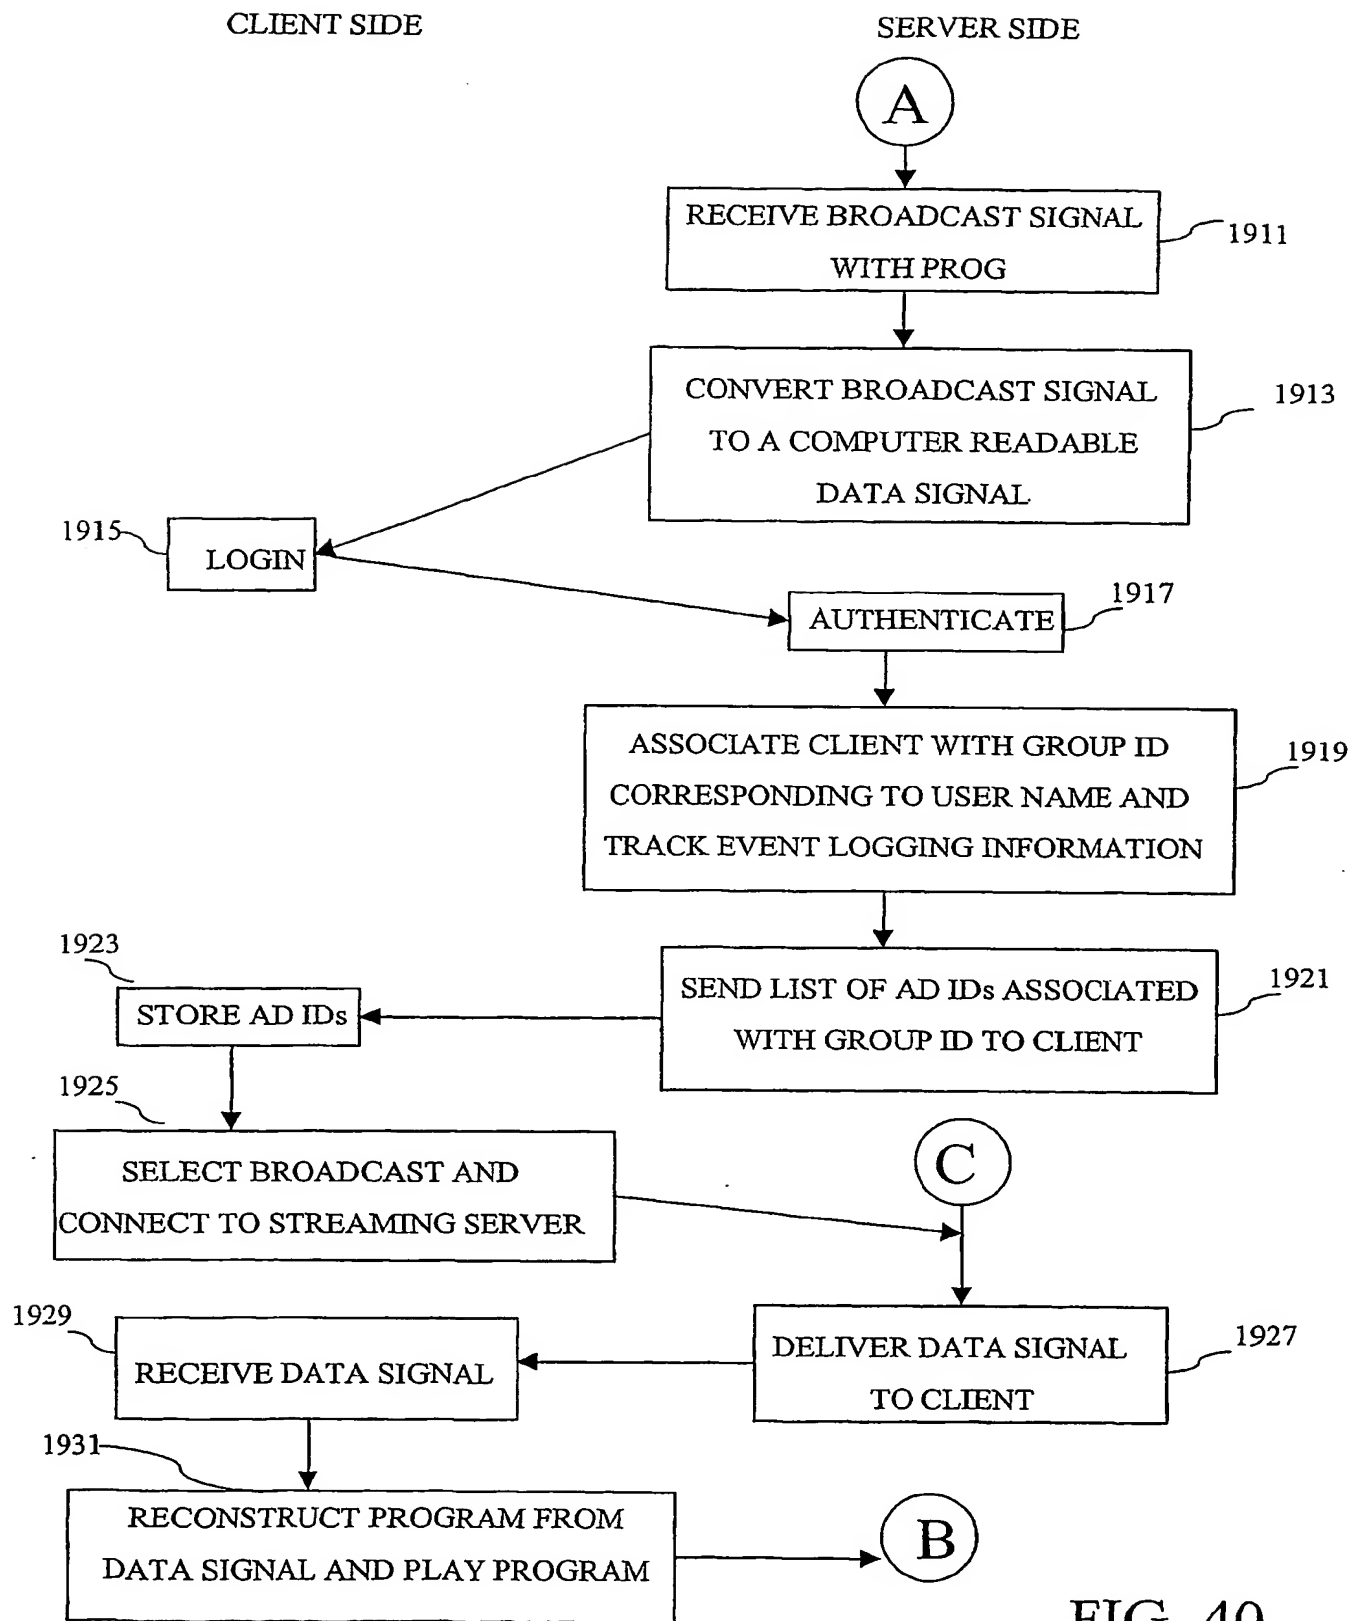 CLIENT SIDE
SERVER SIDE
A
RECEIVE BROADCAST SIGNAL
WITH PROG
1911
CONVERT BROADCAST SIGNAL
TO A COMPUTER READABLE
DATA SIGNAL
1913
1915
LOGIN
AUTHENTICATE
1917
ASSOCIATE CLIENT WITH GROUP ID
CORRESPONDING TO USER NAME AND
TRACK EVENT LOGGING INFORMATION
1919
SEND LIST OF AD IDs ASSOCIATED
WITH GROUP ID TO CLIENT
1921
1923
STORE AD IDs
1925
SELECT BROADCAST AND
CONNECT TO STREAMING SERVER
C
DELIVER DATA SIGNAL
TO CLIENT
1927
1929
RECEIVE DATA SIGNAL
1931
RECONSTRUCT PROGRAM FROM
DATA SIGNAL AND PLAY PROGRAM
B
FIG. 40